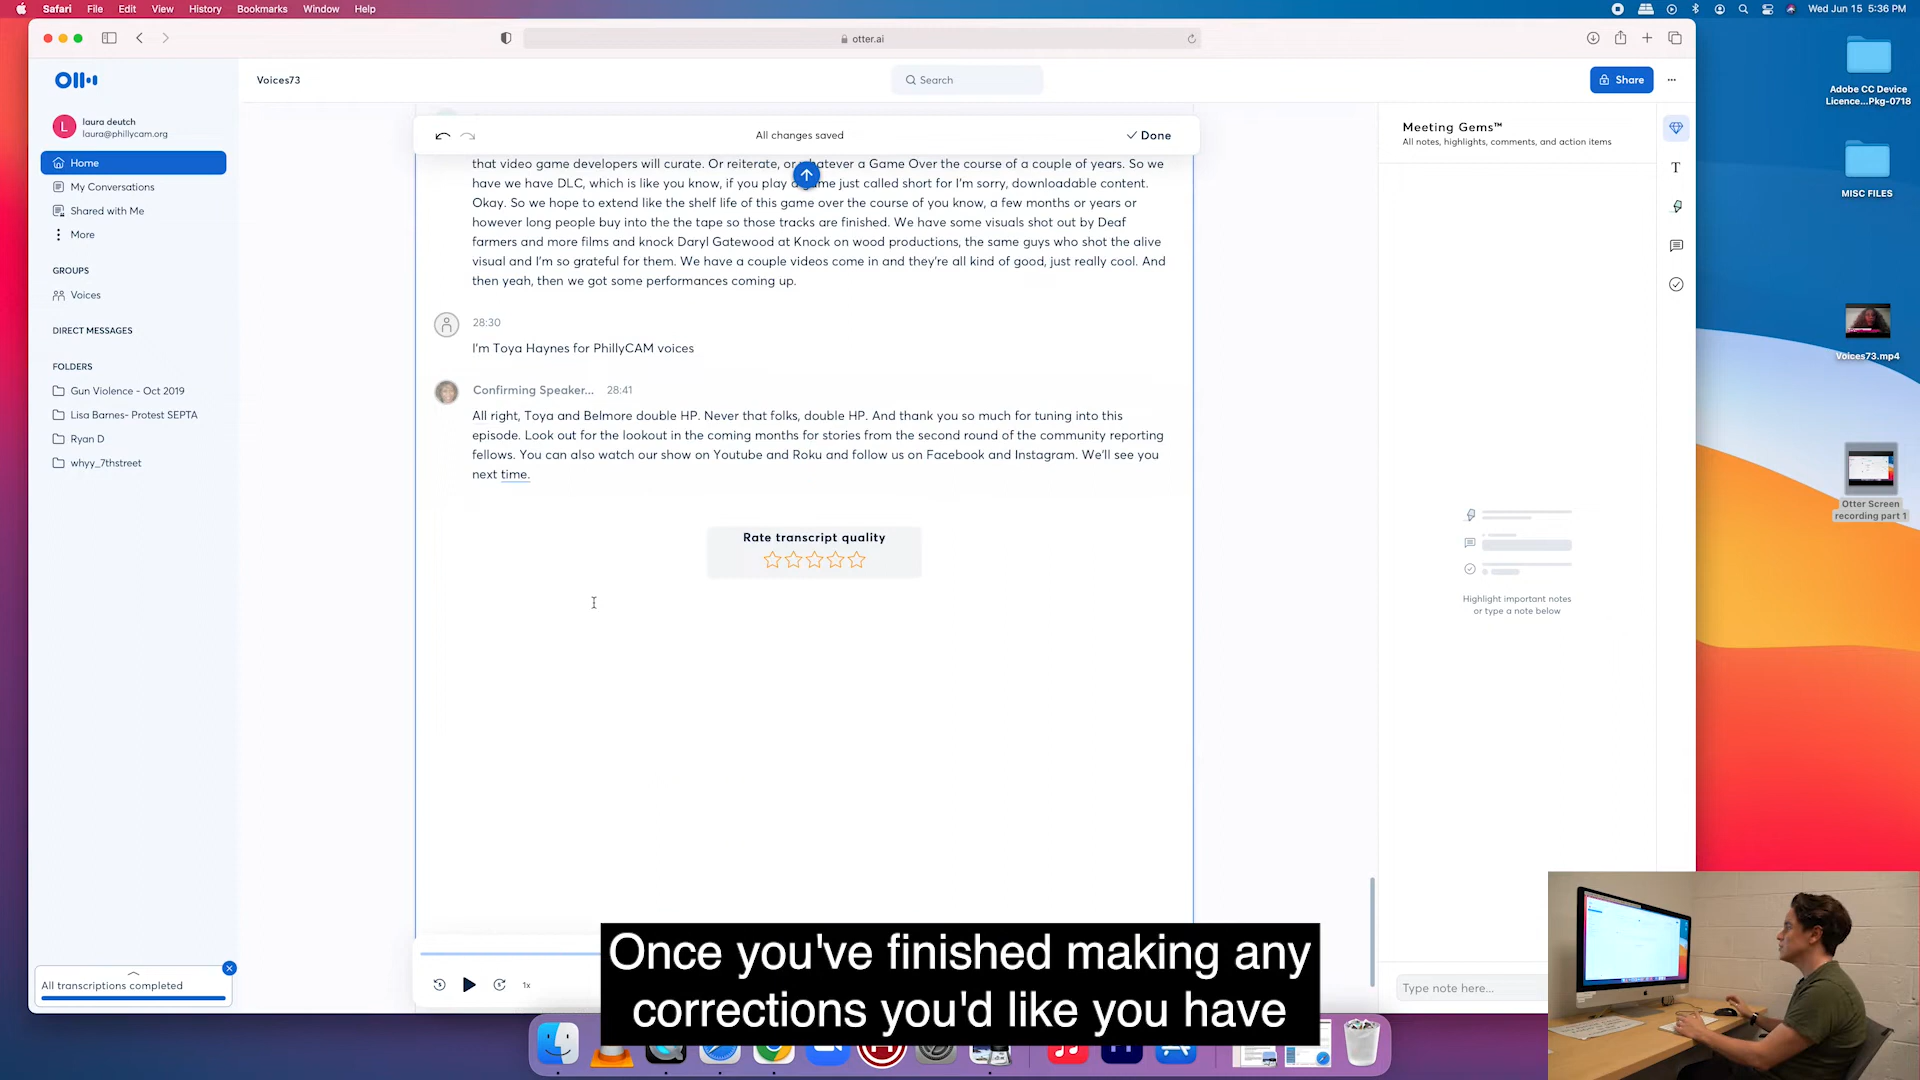 Safari File Edit View History Bookmarks Window Help
Wed Jun 15 5:36 PM
otter.ai
Voices73
Search
Share
L
laura deutch
laura@phillycam.org
Home
My Conversations
Shared with Me
More
GROUPS
Voices
DIRECT MESSAGES
FOLDERS
Gun Violence - Oct 2019
Lisa Barnes- Protest SEPTA
Ryan D
whyy_7thstreet
All transcriptions completed
All changes saved
Done
that video game developers will curate. Or reiterate, or whatever a Game Over the course of a couple of years. So we
have we have DLC, which is like you know, if you play a game just called short for I'm sorry, downloadable content.
Okay. So we hope to extend like the shelf life of this game over the course of you know, a few months or years or
however long people buy into the the tape so those tracks are finished. We have some visuals shot out by Deaf
farmers and more films and knock Daryl Gatewood at Knock on wood productions, the same guys who shot the alive
visual and I'm so grateful for them. We have a couple videos come in and they're all kind of good, just really cool. And
then yeah, then we got some performances coming up.
28:30
I'm Toya Haynes for PhillyCAM voices
Confirming Speaker... 28:41
All right, Toya and Belmore double HP. Never that folks, double HP. And thank you so much for tuning into this
episode. Look out for the lookout in the coming months for stories from the second round of the community reporting
fellows. You can also watch our show on Youtube and Roku and follow us on Facebook and Instagram. We'll see you
next time.
Rate transcript quality
1x
Meeting Gems™
All notes, highlights, comments, and action items
T
Highlight important notes
or type a note below
Type note here...
Adobe CC Device
Licence...Pkg-0718
MISC FILES
Voices73.mp4
Otter Screen
recording part 1
Once you've finished making any
corrections you'd like you have